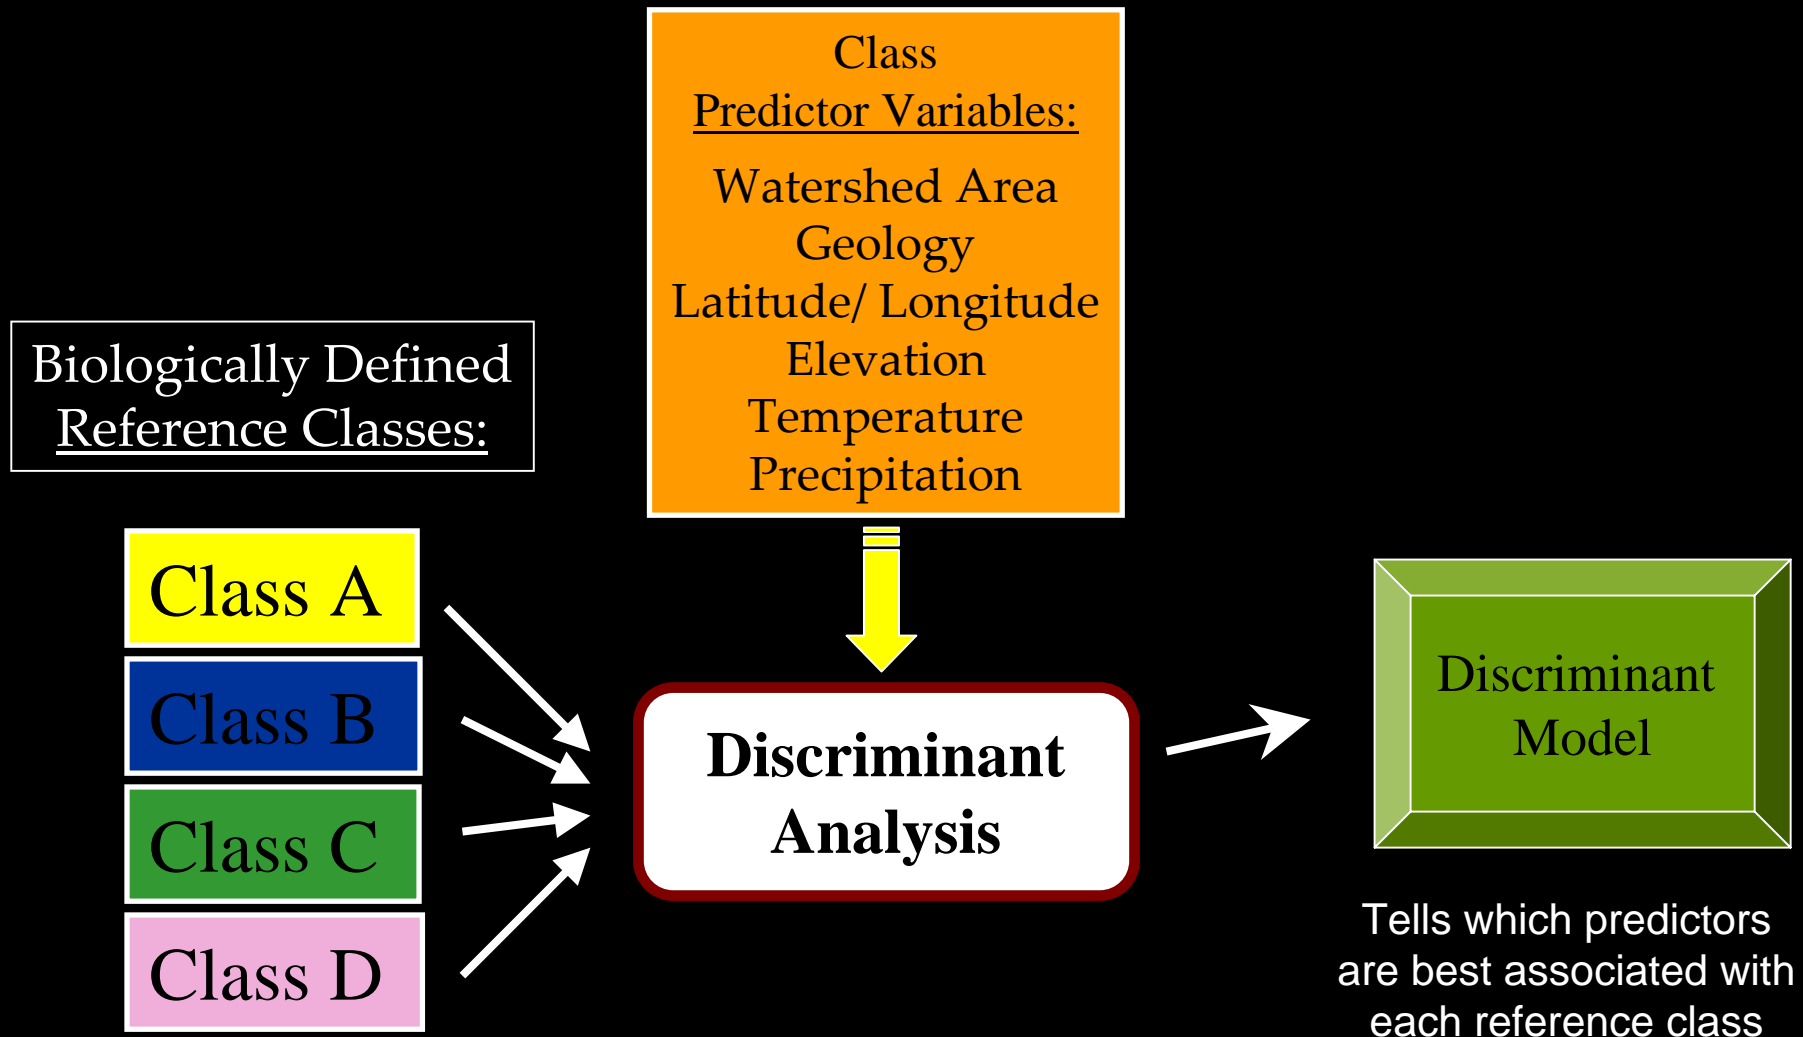 Class
Predictor Variables:
Watershed Area
Geology
Latitude/ Longitude
Elevation
Temperature
Precipitation
Biologically Defined
Reference Classes:
Class A
Class B
Class C
Class D
Discriminant
Analysis
Discriminant
Model
Tells which predictors
are best associated with
each reference class